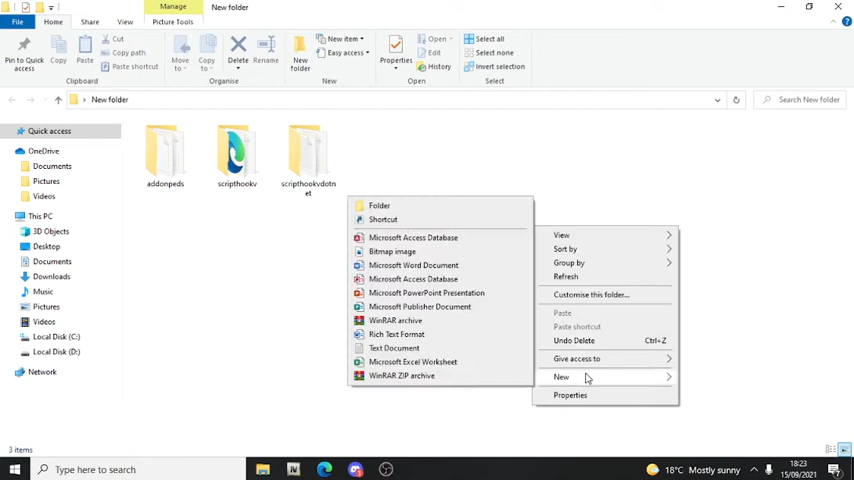 Manage
New folder
File
Home
Share
View
Picture Tools
Pin to Quick access
Copy
Paste
Cut
Copy path
Paste shortcut
Clipboard
Move to
Copy to
Delete
Rename
Organise
New folder
New item
Easy access
New
Properties
Open
Edit
History
Open
Select all
Select none
Invert selection
Select
New folder
Search New folder
Quick access
OneDrive
Documents
Pictures
Videos
This PC
3D Objects
Desktop
Documents
Downloads
Music
Pictures
Videos
Local Disk (C:)
Local Disk (D:)
Network
addonpeds
scripthookv
scripthookvdotn
et
Folder
Shortcut
Microsoft Access Database
Bitmap image
Microsoft Word Document
Microsoft Access Database
Microsoft PowerPoint Presentation
Microsoft Publisher Document
WinRAR archive
Rich Text Format
Text Document
Microsoft Excel Worksheet
WinRAR ZIP archive
View
Sort by
Group by
Refresh
Customise this folder...
Paste
Paste shortcut
Undo Delete Ctrl+Z
Give access to
New
Properties
3 items
Type here to search
IV
18°C Mostly sunny
18:23
15/09/2021
7